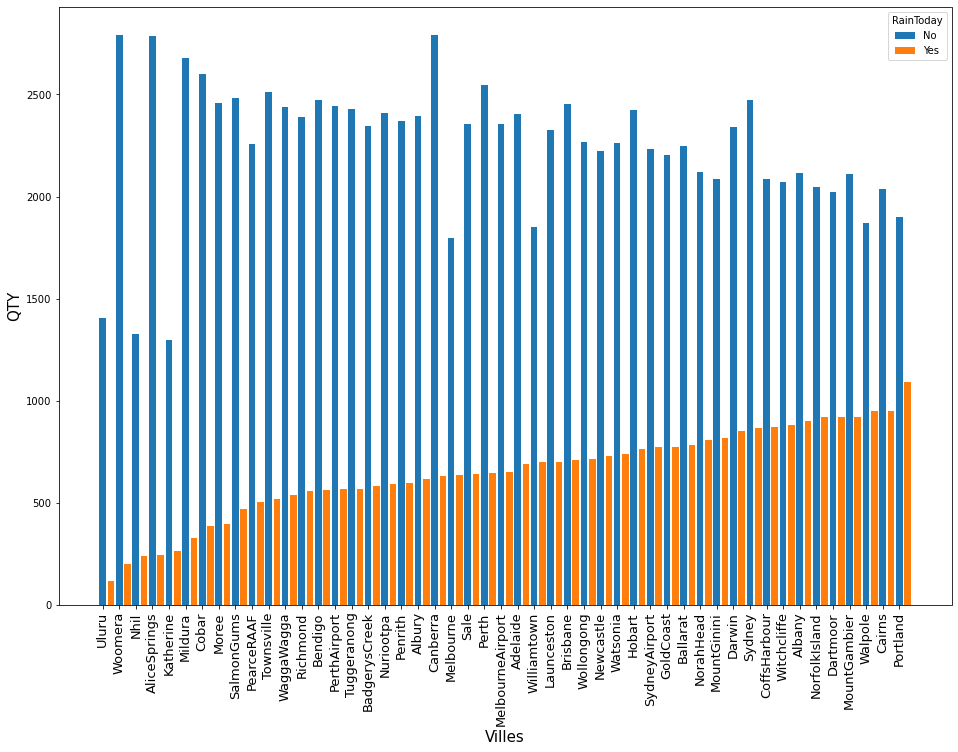 RainToday
No
Yes
QTY
2500
2000
1500
1000
500
0
Uluru
Woomera
Nhil
AliceSprings
Katherine
Mildura
Cobar
Moree
SalmonGums
PearceRAAF
Townsville
WaggaWagga
Richmond
Bendigo
PerthAirport
Tuggeranong
BadgerysCreek
Nuriootpa
Penrith
Albury
Canberra
Melbourne
Sale
Perth
MelbourneAirport
Adelaide
Williamtown
Launceston
Brisbane
Wollongong
Newcastle
Watsonia
Hobart
SydneyAirport
GoldCoast
Ballarat
NorahHead
MountGinini
Darwin
Sydney
CoffsHarbour
Witchcliffe
Albany
NorfolkIsland
Dartmoor
MountGambier
Walpole
Cairns
Portland
Villes